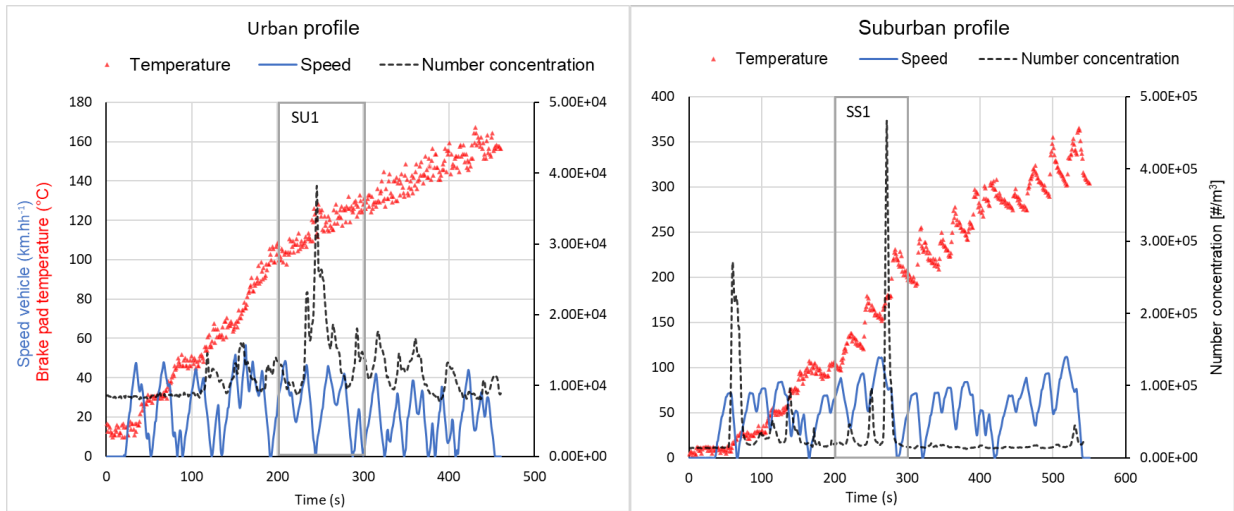 Urban profile
Temperature Speed Number concentration
180
160
140
120
100
80
60
40
20
0
Speed vehicle (km.hh⁻¹)
Brake pad temperature (°C)
SU1
5.00E+04
4.00E+04
3.00E+04
2.00E+04
1.00E+04
0.00E+00
0 100 200 300 400 500
Time (s)
Suburban profile
Temperature Speed Number concentration
400
350
300
250
200
150
100
50
0
SS1
5.00E+05
4.00E+05
3.00E+05
2.00E+05
1.00E+05
0.00E+00
Number concentration [#/m³]
0 100 200 300 400 500 600
Time (s)